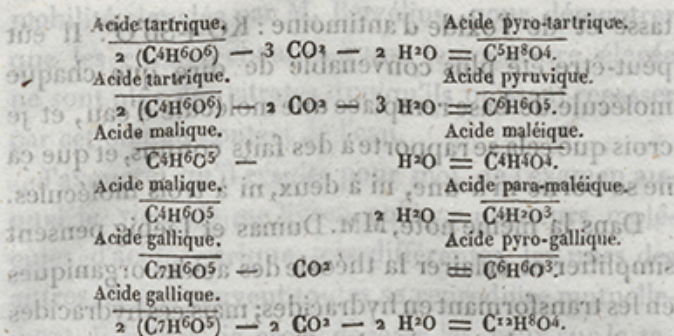 Acide tartrique. Acide pyro-tartrique.
2 (C⁴H⁶O⁶) — 3 CO² — 2 H²O = C⁵H⁸O⁴.
Acide tartrique. Acide pyruvique.
2 (C⁴H⁶O⁶) — 2 CO² — 3 H²O = C⁶H⁶O⁵.
Acide malique. Acide maléique.
C⁴H⁶O⁵ — H²O = C⁴H⁴O⁴.
Acide malique. Acide para-maléique.
C⁴H⁶O⁵ 2 H²O = C⁴H²O³.
Acide gallique. Acide pyro-gallique.
C⁷H⁶O⁵ — CO² = C⁶H⁶O³.
Acide gallique.
2 (C⁷H⁶O⁵) — 2 CO² — 2 H²O = C¹²H⁸O⁴.